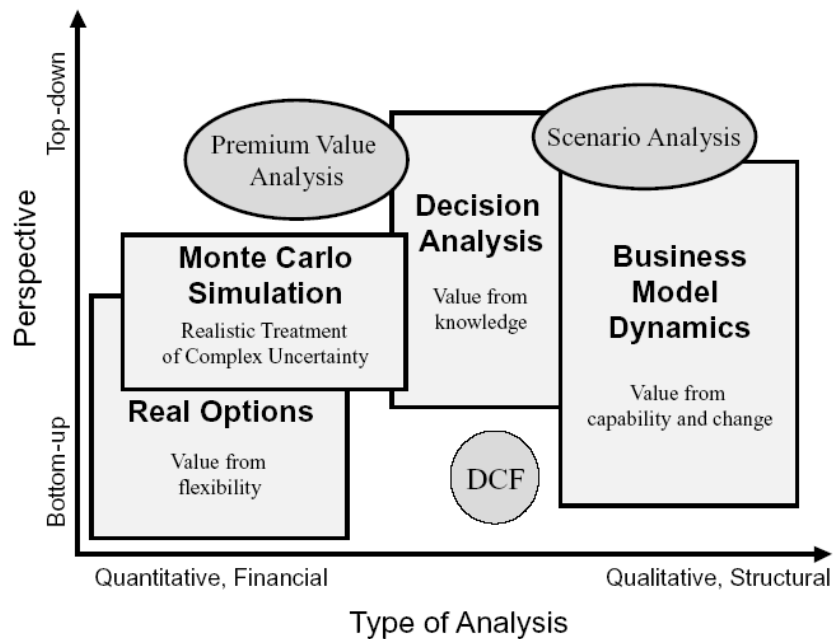 Perspective
Top-down
Bottom-up
Premium Value
Analysis
Scenario Analysis
Decision
Analysis
Value from
knowledge
Monte Carlo
Simulation
Realistic Treatment
of Complex Uncertainty
Business
Model
Dynamics
Value from
capability and change
Real Options
Value from
flexibility
DCF
Quantitative, Financial
Qualitative, Structural
Type of Analysis